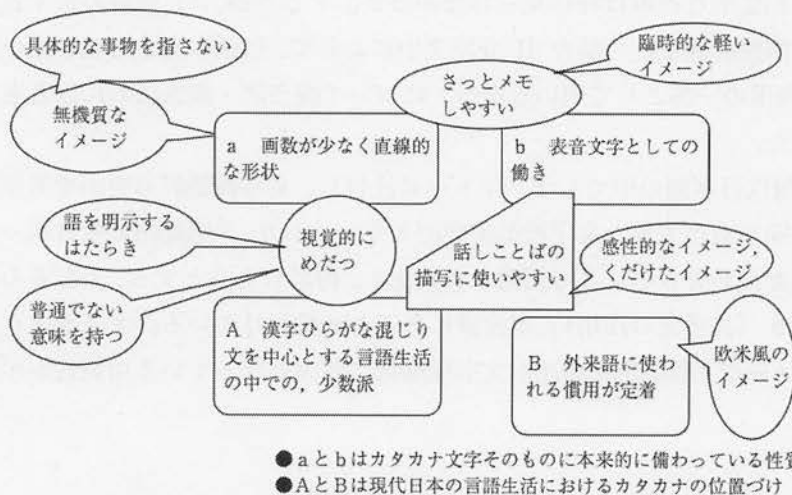 具体的な事物を指さない
無機質な
イメージ
臨時的な軽い
イメージ
さっとメモ
しやすい
a 画数が少なく直線的
な形状
b 表音文字としての
働き
語を明示する
はたらき
視覚的に
めだつ
話しことばの
描写に使いやすい
感性的なイメージ,
くだけたイメージ
普通でない
意味を持つ
A 漢字ひらがな混じり
文を中心とする言語生活
の中での,少数派
B 外来語に使わ
れる慣用が定着
欧米風の
イメージ
●aとbはカタカナ文字そのものに本来的に備わっている性質
●AとBは現代日本の言語生活におけるカタカナの位置づけ